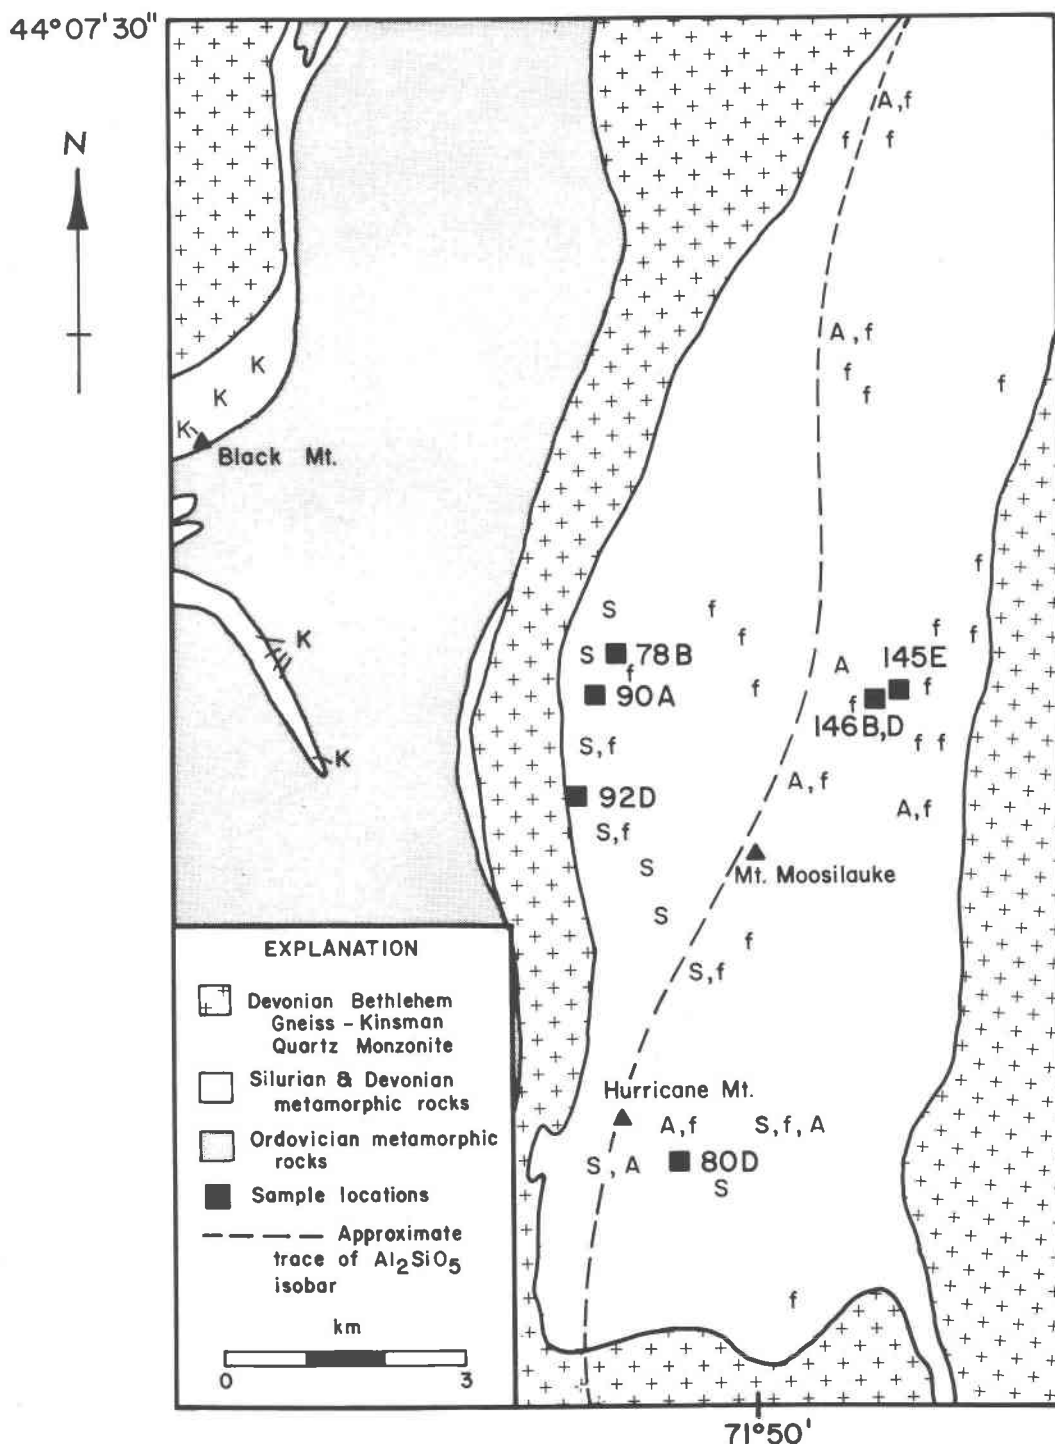 44°07'30"
N
A,f
f f
A,f
f
f
f
K
K
K
Black Mt.
f
S
f
f
f
f
K
S
78B
f
A
145E
f
90A
f
f
146B,D
f f
S,f
K
A,f
A,f
92D
S,f
S
Mt. Moosilauke
S
f
S,f
EXPLANATION
Devonian Bethlehem
Gneiss - Kinsman
Quartz Monzonite
Silurian & Devonian
metamorphic rocks
Ordovician metamorphic
rocks
Sample locations
Approximate
trace of Al₂SiO₅
isobar
km
0 3
Hurricane Mt.
A,f
S,f,A
S,A
80D
S
f
71°50'